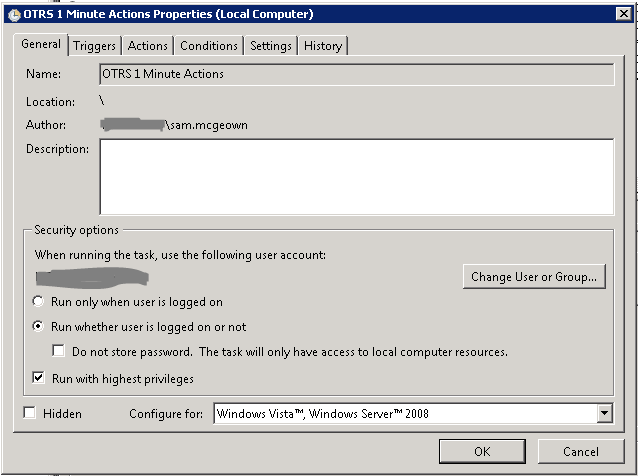 OTRS 1 Minute Actions Properties (Local Computer)
General Triggers Actions Conditions Settings History
Name: OTRS 1 Minute Actions
Location: \
Author: \sam.mcgeown
Description:
Security options
When running the task, use the following user account:
Change User or Group...
Run only when user is logged on
Run whether user is logged on or not
Do not store password. The task will only have access to local computer resources.
Run with highest privileges
Hidden Configure for: Windows Vista™, Windows Server™ 2008
OK Cancel